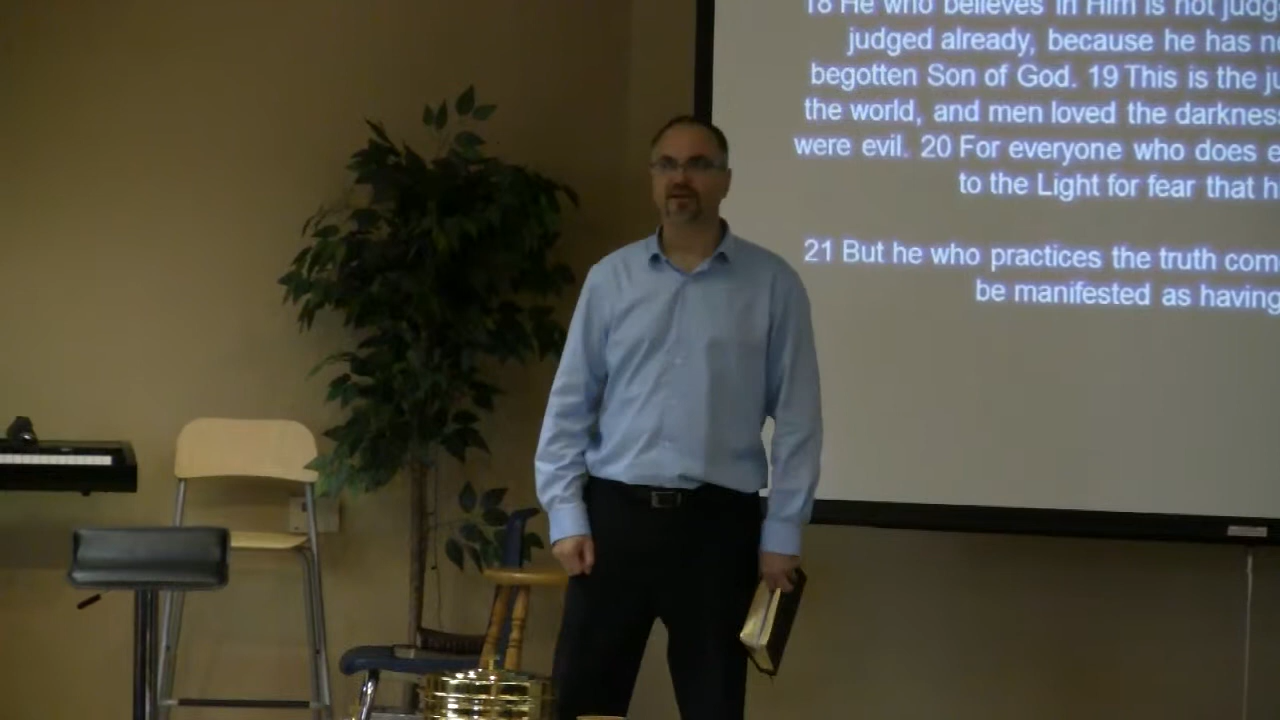 18 He who believes in Him is not judg
judged already, because he has
begotten Son of God. 19 This is the
the world, and men loved the darkness
were evil. 20 For everyone who does
to the Light for fear that
21 But he who practices the truth com
be manifested as having